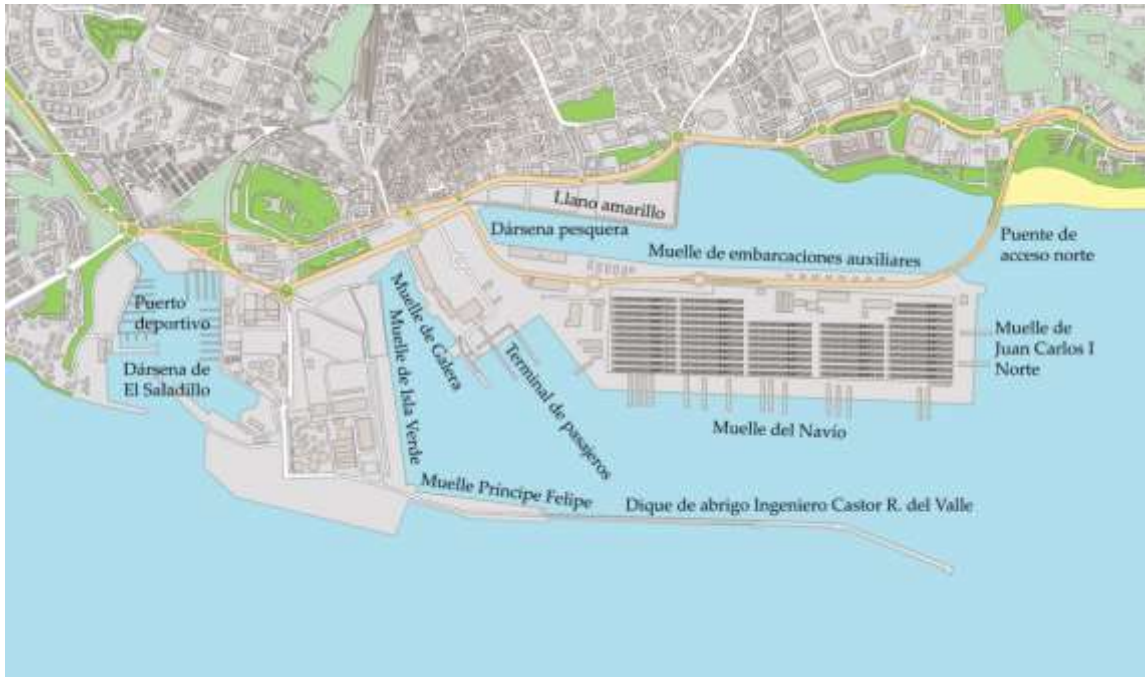 Llano amarillo
Dársena pesquera
Muelle de embarcaciones auxiliares
Puente de
acceso norte
Puerto
deportivo
Dársena de
El Saladillo
Muelle de Galera
Muelle de Isla Verde
Terminal de pasajeros
Muelle de
Juan Carlos I
Norte
Muelle del Navío
Muelle Príncipe Felipe
Dique de abrigo Ingeniero Castor R. del Valle